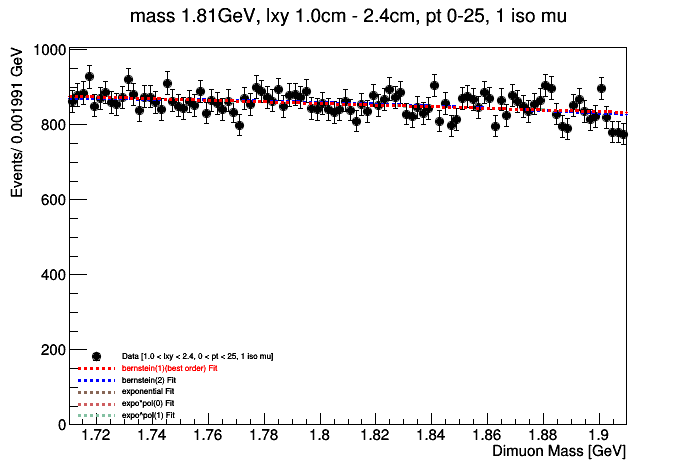 mass 1.81GeV, lxy 1.0cm - 2.4cm, pt 0-25, 1 iso mu
Events/ 0.001991 GeV
1000
800
600
400
200
0
Data [1.0 < lxy < 2.4, 0 < pt < 25, 1 iso mu]
bernstein(1)(best order) Fit
bernstein(2) Fit
exponential Fit
expo*pol(0) Fit
expo*pol(1) Fit
1.72 1.74 1.76 1.78 1.8 1.82 1.84 1.86 1.88 1.9
Dimuon Mass [GeV]